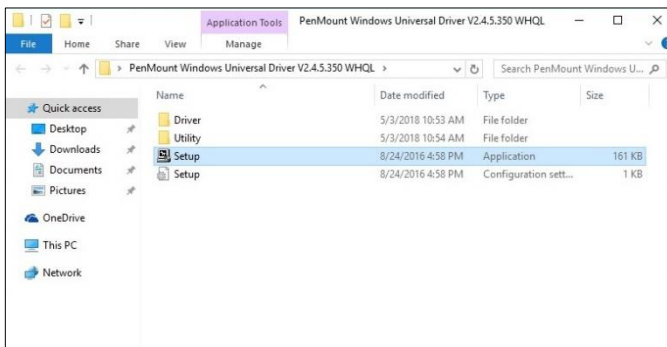 Application Tools PenMount Windows Universal Driver V2.4.5.350 WHQL
File Home Share View Manage
PenMount Windows Universal Driver V2.4.5.350 WHQL
Search PenMount Windows U...
Name Date modified Type Size
Quick access
Desktop
Downloads
Documents
Pictures
OneDrive
This PC
Network
Driver 5/3/2018 10:53 AM File folder
Utility 5/3/2018 10:54 AM File folder
Setup 8/24/2016 4:58 PM Application 161 KB
Setup 8/24/2016 4:58 PM Configuration sett... 1 KB